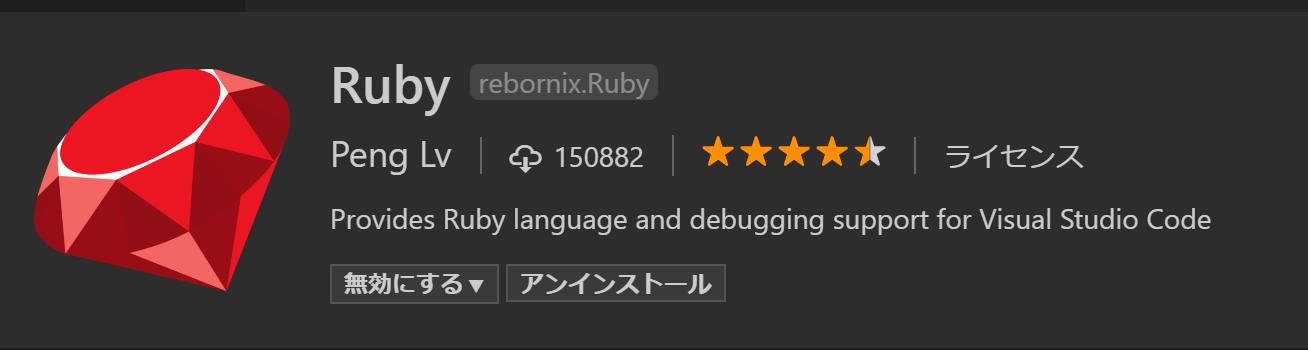 Ruby rebornix.Ruby
Peng Lv 150882 ライセンス
Provides Ruby language and debugging support for Visual Studio Code
無効にする▼ アンインストール